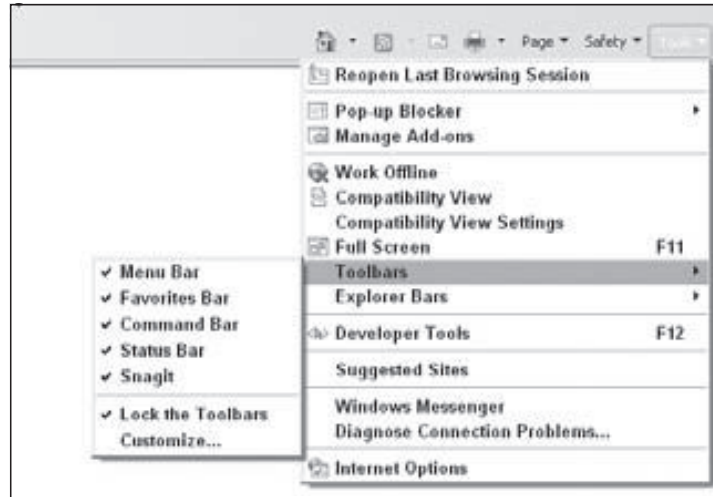 Page Safety
Reopen Last Browsing Session
Pop-up Blocker
Manage Add-ons
Work Offline
Compatibility View
Compatibility View Settings
Full Screen F11
Toolbars
Explorer Bars
Developer Tools F12
Suggested Sites
Windows Messenger
Diagnose Connection Problems...
Internet Options
Menu Bar
Favorites Bar
Command Bar
Status Bar
SnagIt
Lock the Toolbars
Customize...